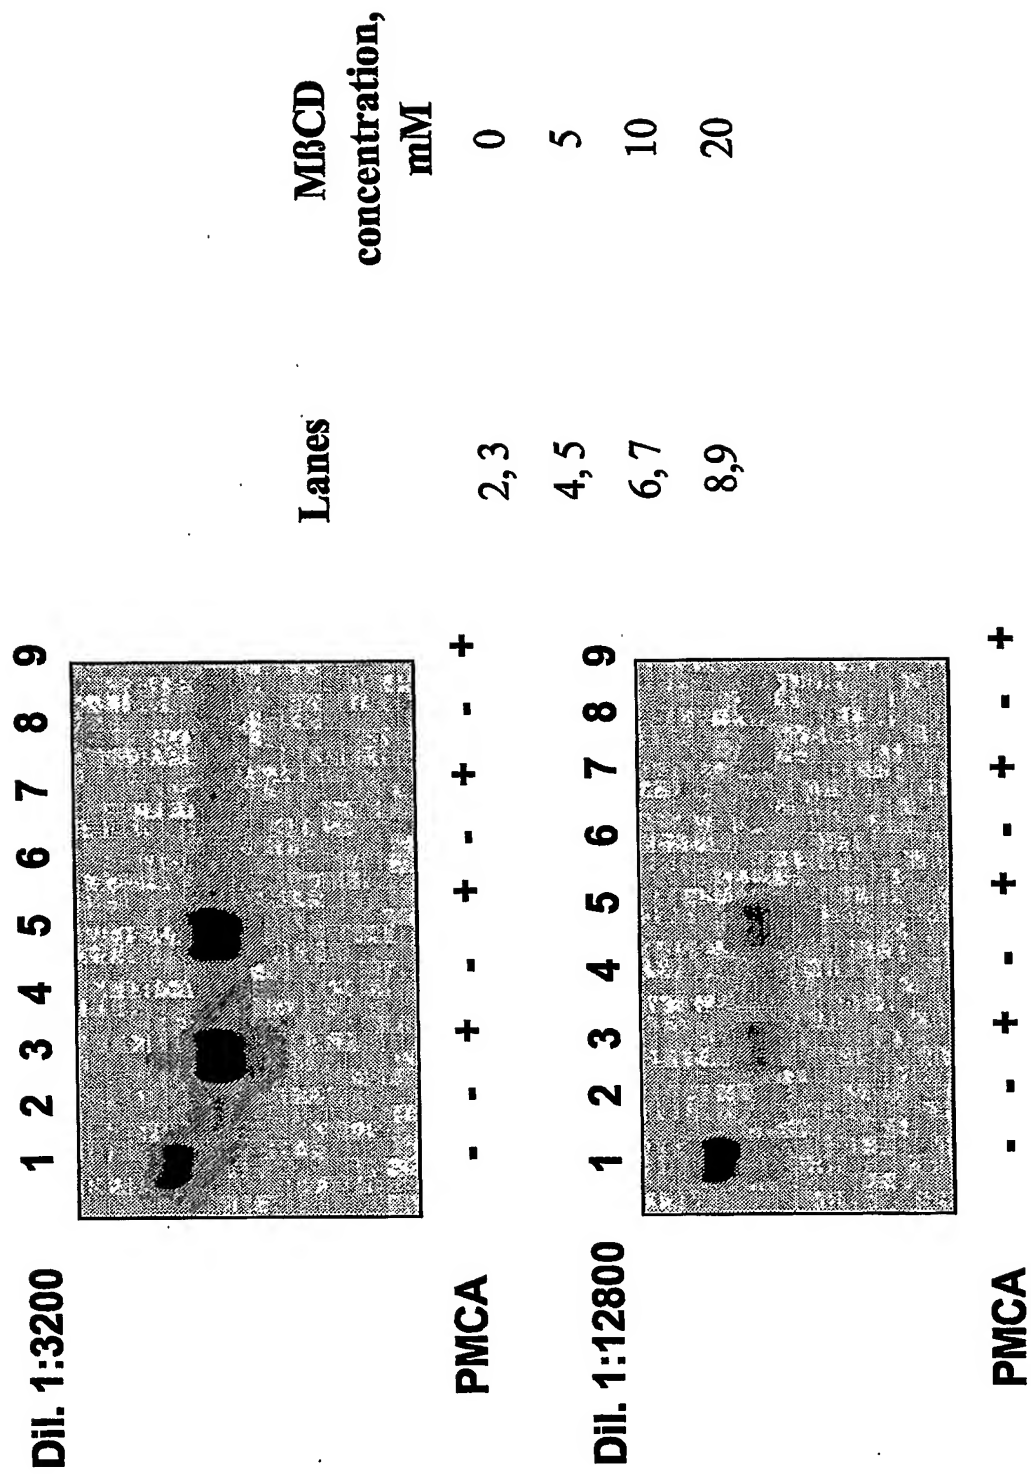 Dil. 1:3200
1 2 3 4 5 6 7 8 9
PMCA - - + - + - + - +
Dil. 1:12800
1 2 3 4 5 6 7 8 9
PMCA - - + - + - + - +
Lanes
MβCD
concentration,
mM
2, 3 0
4, 5 5
6, 7 10
8,9 20